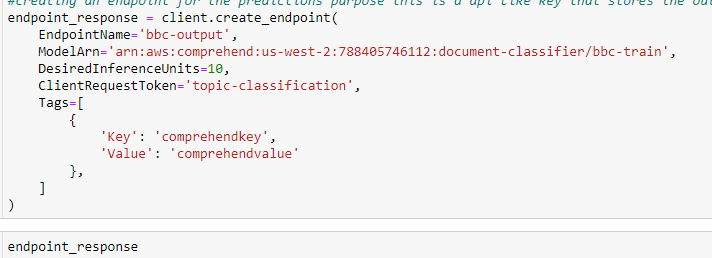 #creating an endpoint for the predictions purpose this is a api like key that stores the out
endpoint_response = client.create_endpoint(
    EndpointName='bbc-output',
    ModelArn='arn:aws:comprehend:us-west-2:788405746112:document-classifier/bbc-train',
    DesiredInferenceUnits=10,
    ClientRequestToken='topic-classification',
    Tags=[
        {
            'Key': 'comprehendkey',
            'Value': 'comprehendvalue'
        },
    ]
)
endpoint_response